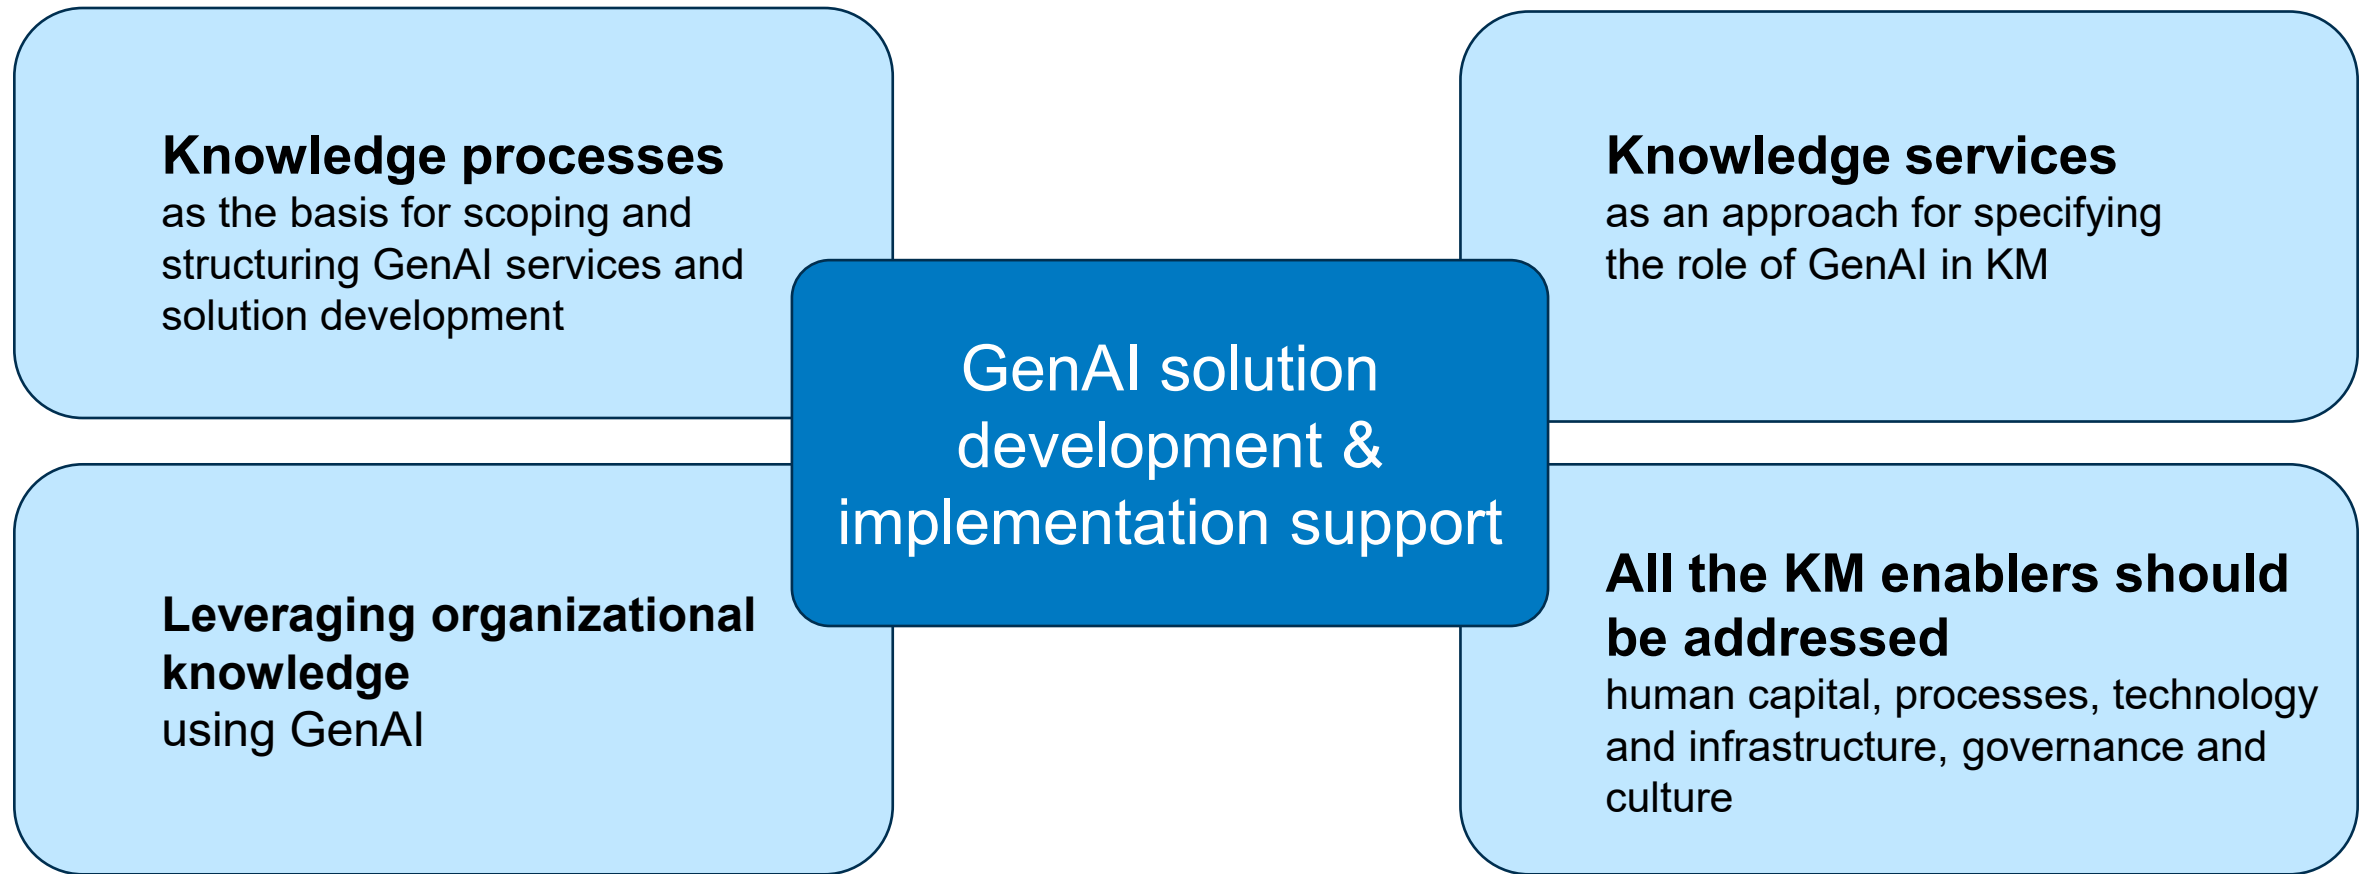 Knowledge processes
as the basis for scoping and
structuring GenAI services and
solution development
Knowledge services
as an approach for specifying
the role of GenAI in KM
GenAI solution
development &
implementation support
Leveraging organizational
knowledge
using GenAI
All the KM enablers should
be addressed
human capital, processes, technology
and infrastructure, governance and
culture